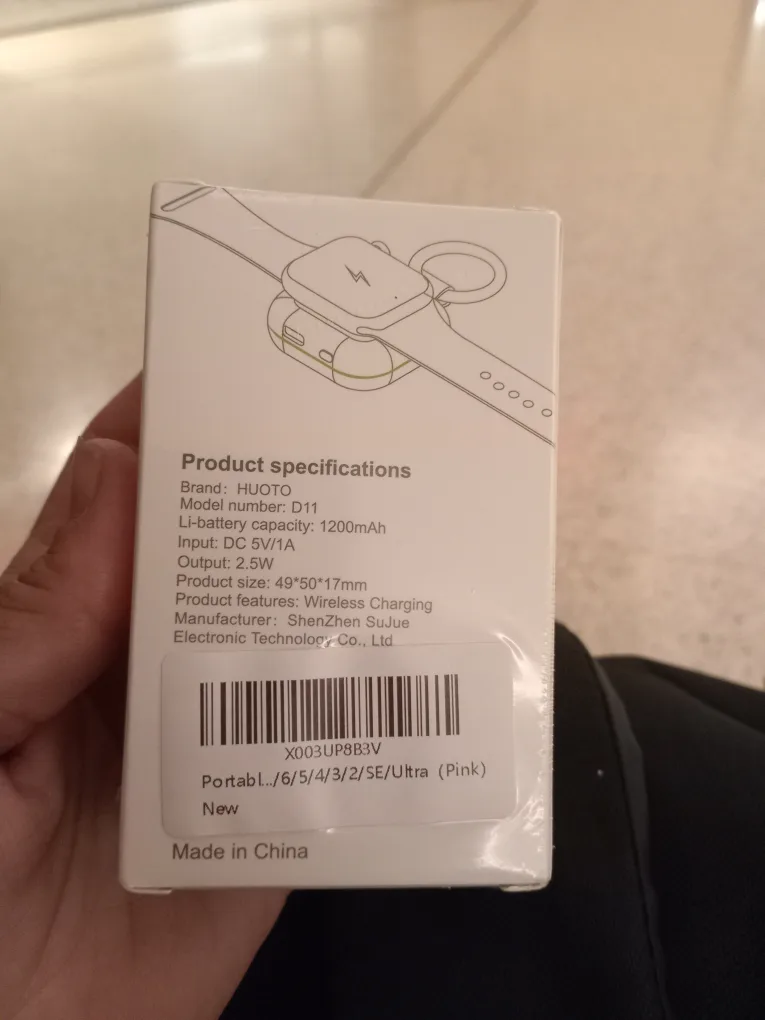 Product specifications
Brand: HUOTO
Model number: D11
Li-battery capacity: 1200mAh
Input: DC 5V/1A
Output: 2.5W
Product size: 49*50*17mm
Product features: Wireless Charging
Manufacturer: ShenZhen SuJue
Electronic Technology Co., Ltd
X003UP8B3V
Portabl.../6/5/4/3/2/SE/Ultra (Pink)
New
Made in China